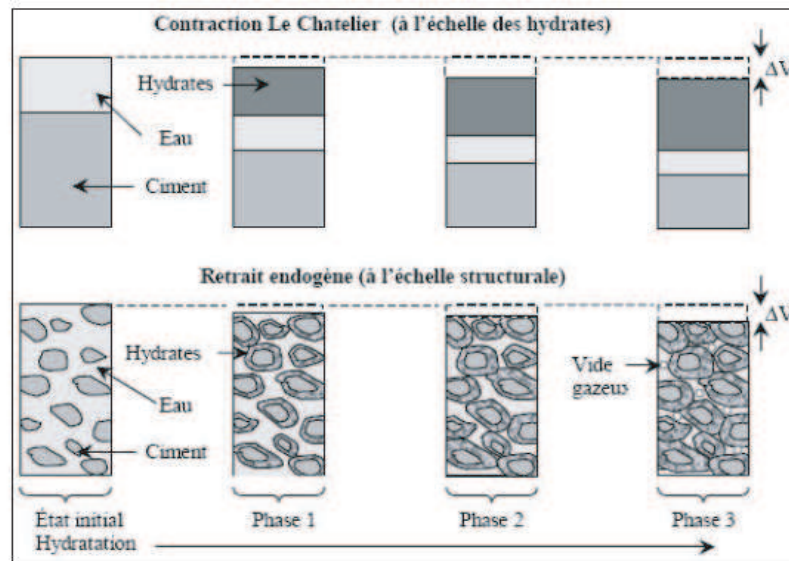 Contraction Le Chatelier (à l'échelle des hydrates)
ΔV
Hydrates
Eau
Ciment
Retrait endogène (à l'échelle structurale)
ΔV
Hydrates
Eau
Ciment
Vide
gazeux
État initial
Phase 1
Phase 2
Phase 3
Hydratation